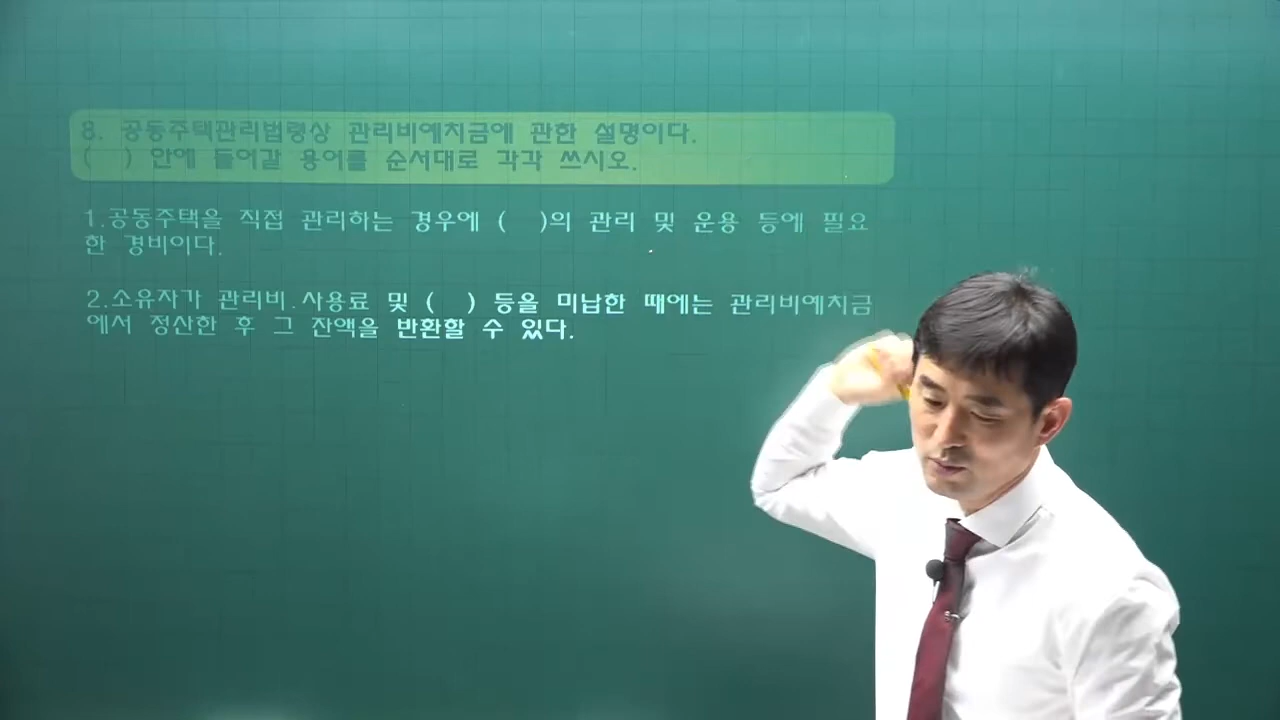 8. 공동주택관리법령상 관리비예치금에 관한 설명이다.
(  ) 안에 들어갈 용어를 순서대로 각각 쓰시오.
1.공동주택을 직접 관리하는 경우에 (  )의 관리 및 운용 등에 필요
한 경비이다.
2.소유자가 관리비.사용료 및 (  ) 등을 미납한 때에는 관리비예치금
에서 정산한 후 그 잔액을 반환할 수 있다.